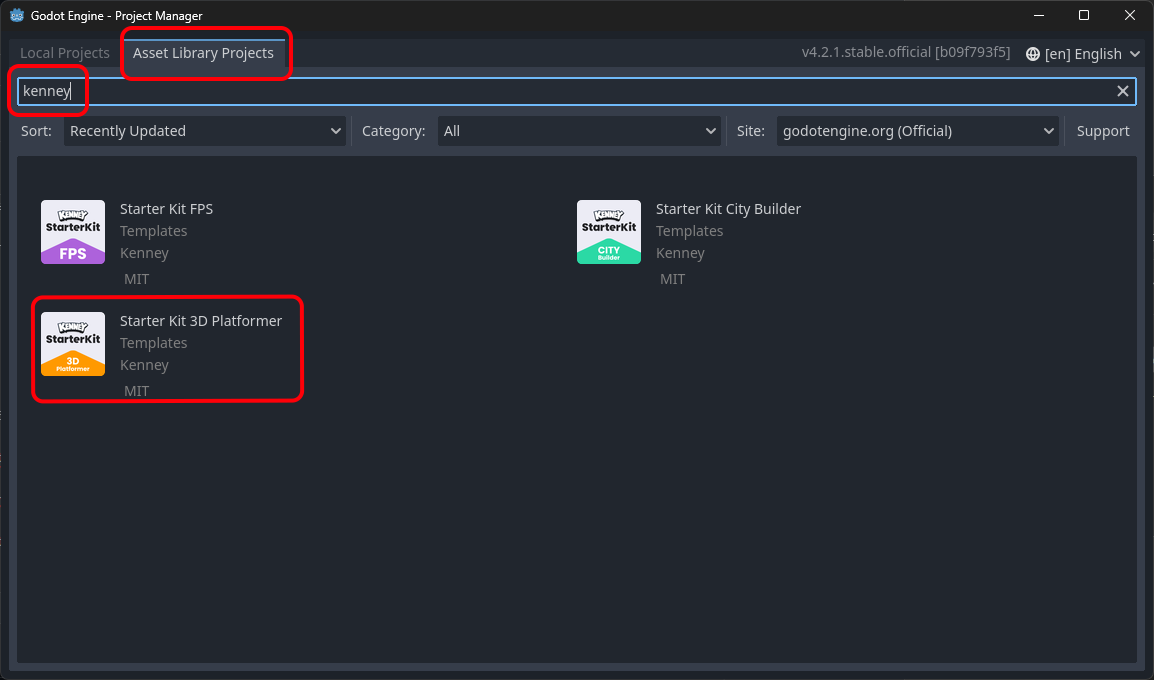 Godot Engine - Project Manager
Local Projects Asset Library Projects v4.2.1.stable.official [b09f793f5] [en] English
kenney
Sort: Recently Updated Category: All Site: godotengine.org (Official) Support
KENNEY
StarterKit
FPS
Starter Kit FPS
Templates
Kenney
MIT
KENNEY
StarterKit
CITY
Builder
Starter Kit City Builder
Templates
Kenney
MIT
KENNEY
StarterKit
3D
Platformer
Starter Kit 3D Platformer
Templates
Kenney
MIT